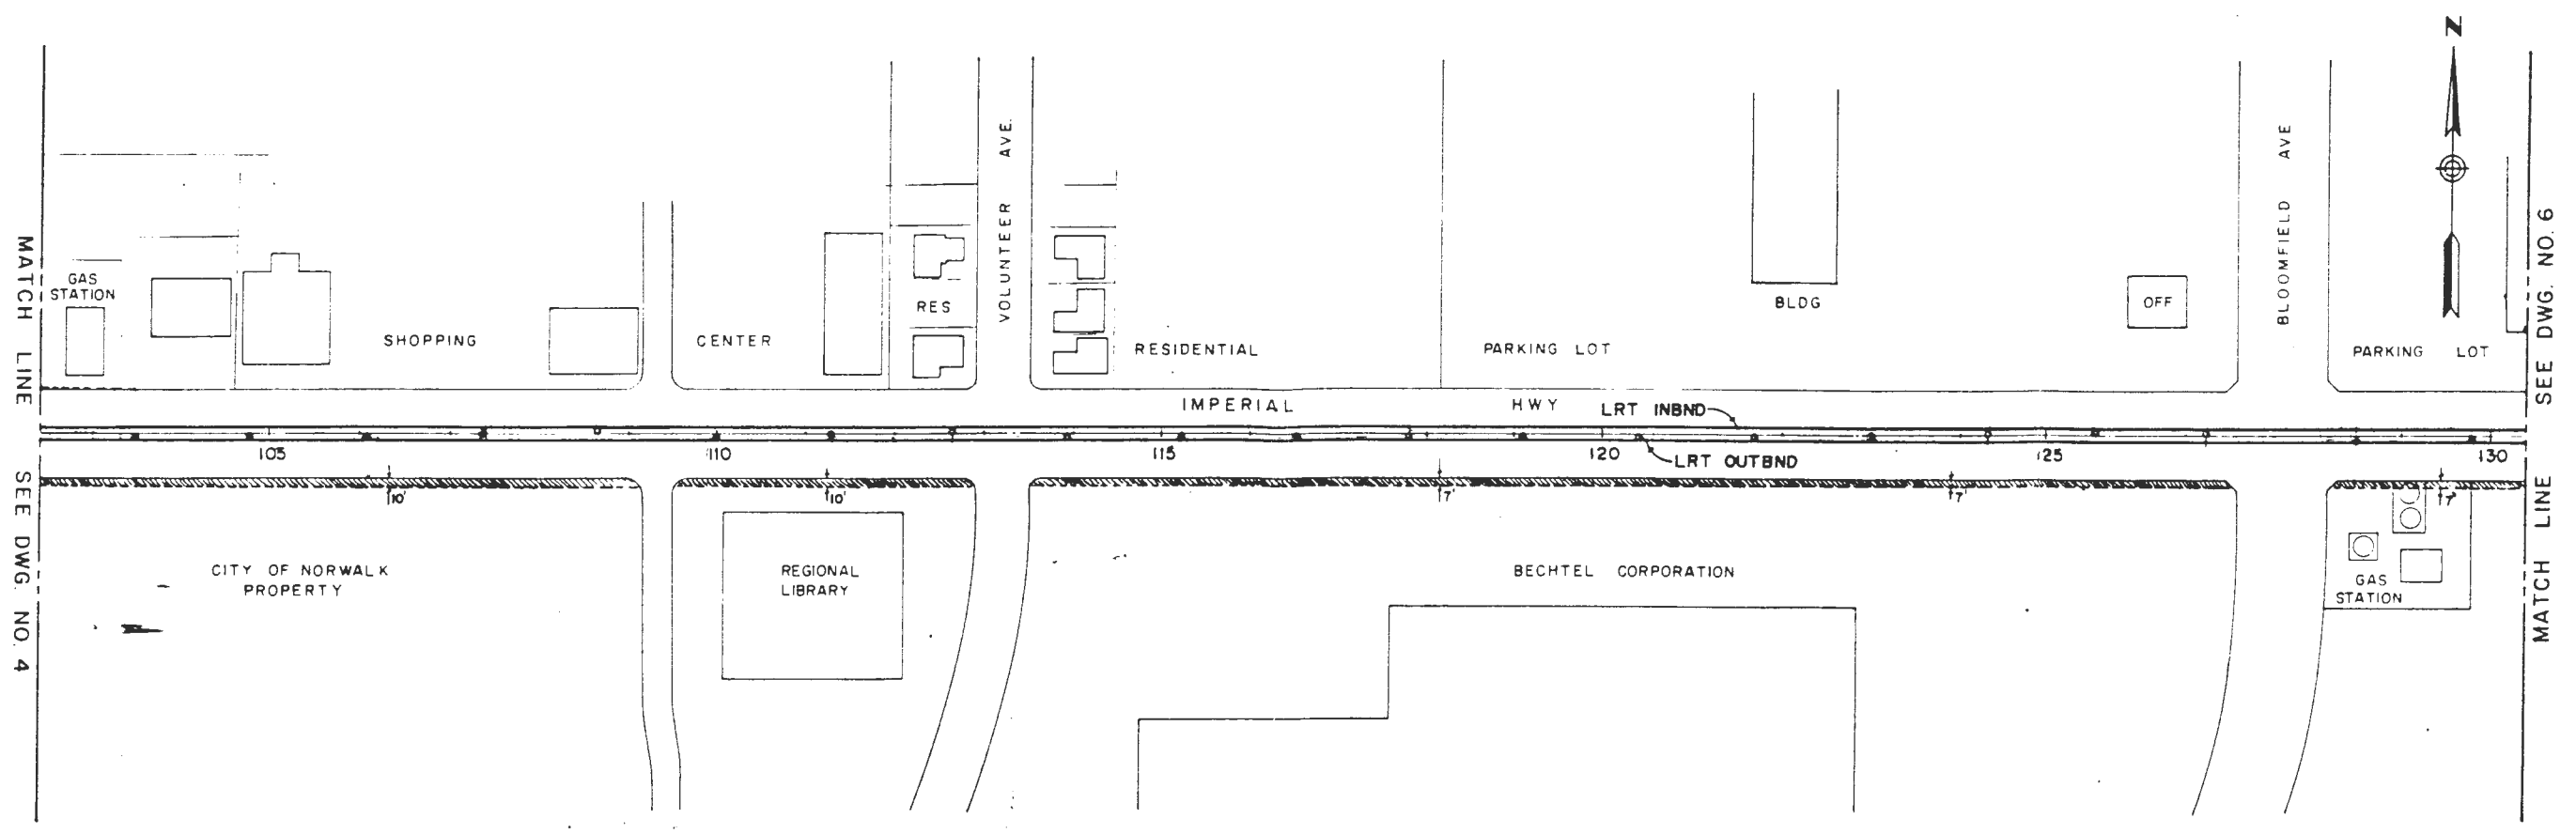 N
MATCH LINE
SEE DWG. NO. 4
GAS
STATION
SHOPPING
CENTER
RES
VOLUNTEER AVE.
RESIDENTIAL
PARKING LOT
BLDG
OFF
BLOOMFIELD AVE
PARKING LOT
SEE DWG. NO. 6
MATCH LINE
IMPERIAL HWY
LRT INBND
105
110
115
120
LRT OUTBND
125
130
10'
10'
7'
7'
7'
CITY OF NORWALK
PROPERTY
REGIONAL
LIBRARY
BECHTEL CORPORATION
GAS
STATION